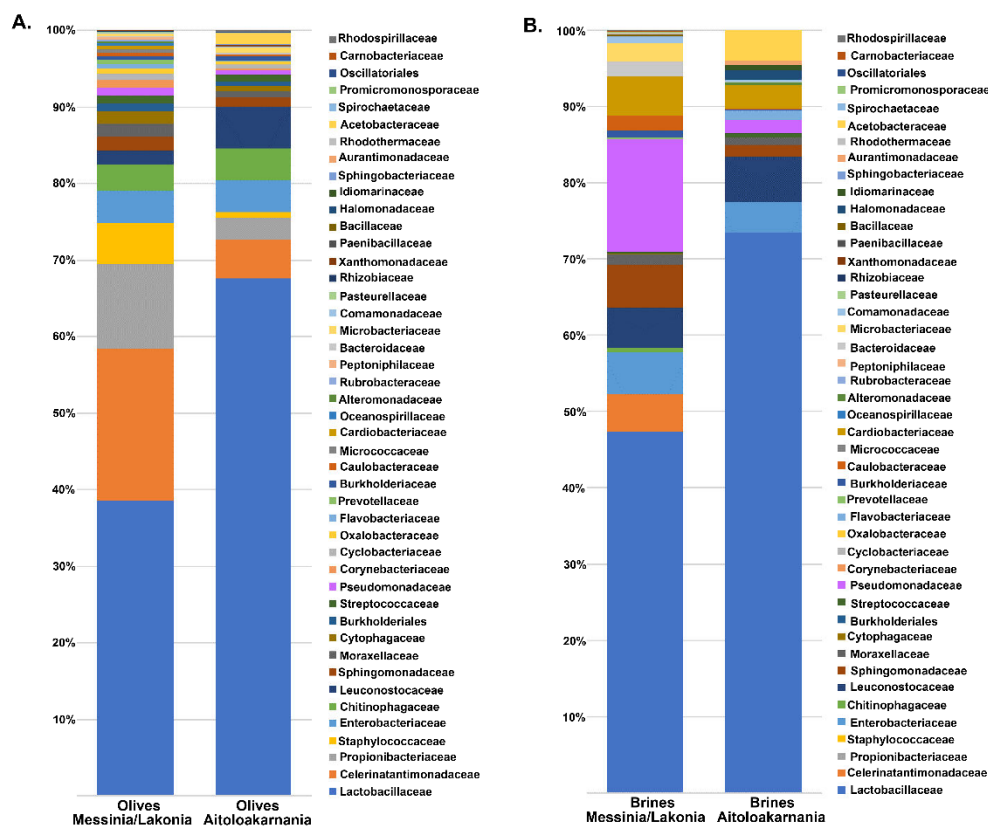 A.
100%
90%
80%
70%
60%
50%
40%
30%
20%
10%
Olives
Messinia/Lakonia
Olives
Aitoloakarnania
Rhodospirillaceae
Carnobacteriaceae
Oscillatoriales
Promicromonosporaceae
Spirochaetaceae
Acetobacteraceae
Rhodothermaceae
Aurantimonadaceae
Sphingobacteriaceae
Idiomarinaceae
Halomonadaceae
Bacillaceae
Paenibacillaceae
Xanthomonadaceae
Rhizobiaceae
Pasteurellaceae
Comamonadaceae
Microbacteriaceae
Bacteroidaceae
Peptoniphilaceae
Rubrobacteraceae
Alteromonadaceae
Oceanospirillaceae
Cardiobacteriaceae
Micrococcaceae
Caulobacteraceae
Burkholderiaceae
Prevotellaceae
Flavobacteriaceae
Oxalobacteraceae
Cyclobacteriaceae
Corynebacteriaceae
Pseudomonadaceae
Streptococcaceae
Burkholderiales
Cytophagaceae
Moraxellaceae
Sphingomonadaceae
Leuconostocaceae
Chitinophagaceae
Enterobacteriaceae
Staphylococcaceae
Propionibacteriaceae
Celerinatantimonadaceae
Lactobacillaceae
B.
100%
90%
80%
70%
60%
50%
40%
30%
20%
10%
Brines
Messinia/Lakonia
Brines
Aitoloakarnania
Rhodospirillaceae
Carnobacteriaceae
Oscillatoriales
Promicromonosporaceae
Spirochaetaceae
Acetobacteraceae
Rhodothermaceae
Aurantimonadaceae
Sphingobacteriaceae
Idiomarinaceae
Halomonadaceae
Bacillaceae
Paenibacillaceae
Xanthomonadaceae
Rhizobiaceae
Pasteurellaceae
Comamonadaceae
Microbacteriaceae
Bacteroidaceae
Peptoniphilaceae
Rubrobacteraceae
Alteromonadaceae
Oceanospirillaceae
Cardiobacteriaceae
Micrococcaceae
Caulobacteraceae
Burkholderiaceae
Prevotellaceae
Flavobacteriaceae
Oxalobacteraceae
Cyclobacteriaceae
Corynebacteriaceae
Pseudomonadaceae
Streptococcaceae
Burkholderiales
Cytophagaceae
Moraxellaceae
Sphingomonadaceae
Leuconostocaceae
Chitinophagaceae
Enterobacteriaceae
Staphylococcaceae
Propionibacteriaceae
Celerinatantimonadaceae
Lactobacillaceae